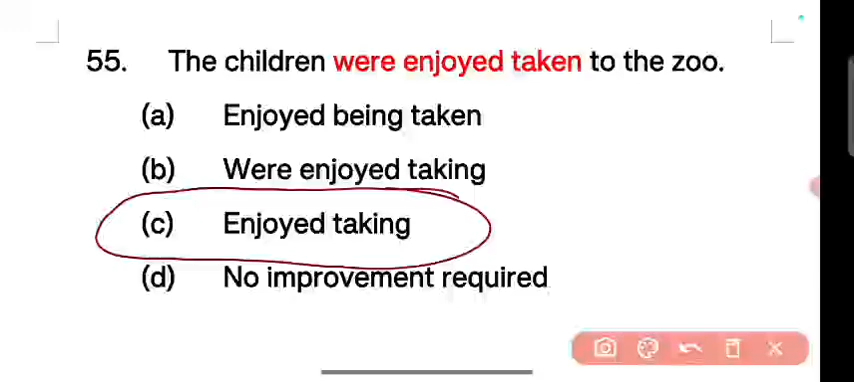 55. The children were enjoyed taken to the zoo.
(a) Enjoyed being taken
(b) Were enjoyed taking
(c) Enjoyed taking
(d) No improvement required